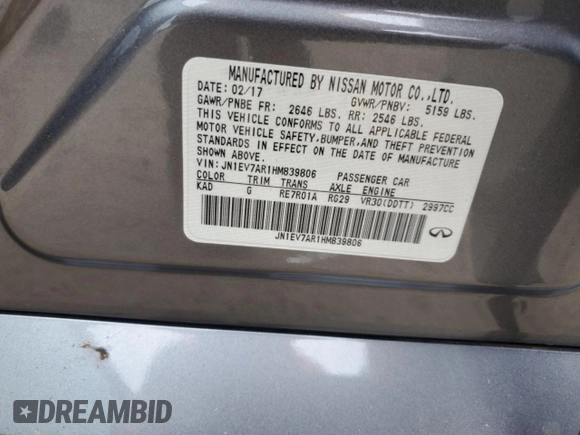 MANUFACTURED BY NISSAN MOTOR CO.,LTD.
DATE: 02/17 GVWR/PNBV: 5159 LBS.
GAWR/PNBE FR: 2646 LBS. RR: 2546 LBS.
THIS VEHICLE CONFORMS TO ALL APPLICABLE FEDERAL
MOTOR VEHICLE SAFETY,BUMPER,AND THEFT PREVENTION
STANDARDS IN EFFECT ON THE DATE OF MANUFACTURE
SHOWN ABOVE.
VIN: JN1EV7AR1HM839806 PASSENGER CAR
COLOR TRIM TRANS AXLE ENGINE
KAD G RE7R01A RG29 VR30(DDTT) 2997CC
JN1EV7AR1HM839806
DREAMBID